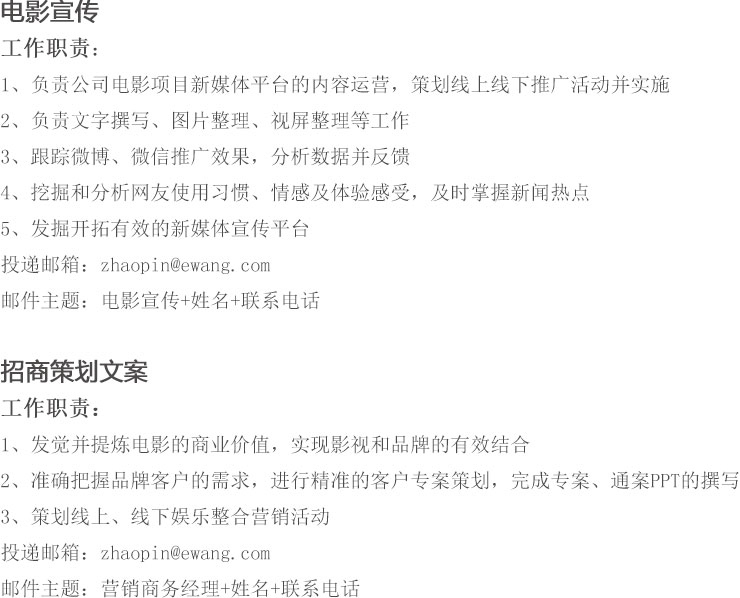 电影宣传
工作职责：
1、负责公司电影项目新媒体平台的内容运营，策划线上线下推广活动并实施
2、负责文字撰写、图片整理、视屏整理等工作
3、跟踪微博、微信推广效果，分析数据并反馈
4、挖掘和分析网友使用习惯、情感及体验感受，及时掌握新闻热点
5、发掘开拓有效的新媒体宣传平台
投递邮箱：zhaopin@ewang.com
邮件主题：电影宣传+姓名+联系电话
招商策划文案
工作职责：
1、发觉并提炼电影的商业价值，实现影视和品牌的有效结合
2、准确把握品牌客户的需求，进行精准的客户专案策划，完成专案、通案PPT的撰写
3、策划线上、线下娱乐整合营销活动
投递邮箱：zhaopin@ewang.com
邮件主题：营销商务经理+姓名+联系电话